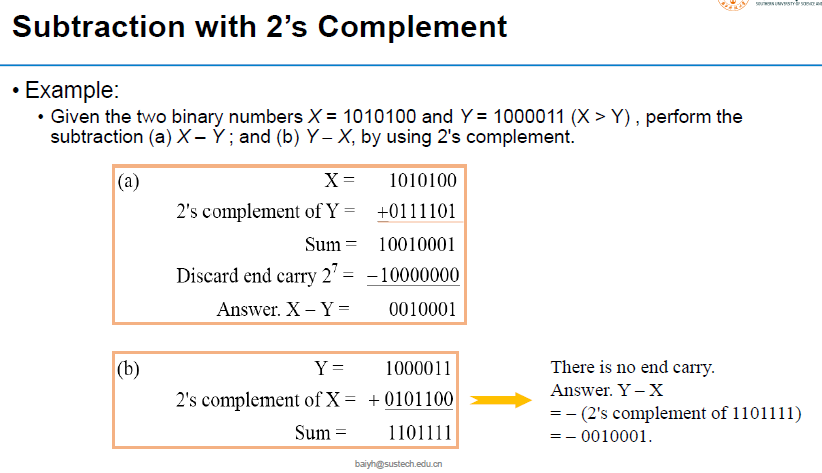 SOUTHERN UNIVERSITY OF SCIENCE AND
Subtraction with 2’s Complement
• Example:
• Given the two binary numbers X = 1010100 and Y = 1000011 (X > Y) , perform the
subtraction (a) X – Y ; and (b) Y – X, by using 2's complement.
(a) X = 1010100
2's complement of Y = +0111101
Sum = 10010001
Discard end carry 2⁷ = −10000000
Answer. X – Y = 0010001
(b) Y = 1000011
2's complement of X = + 0101100
Sum = 1101111
There is no end carry.
Answer. Y – X
= – (2's complement of 1101111)
= – 0010001.
baiyh@sustech.edu.cn